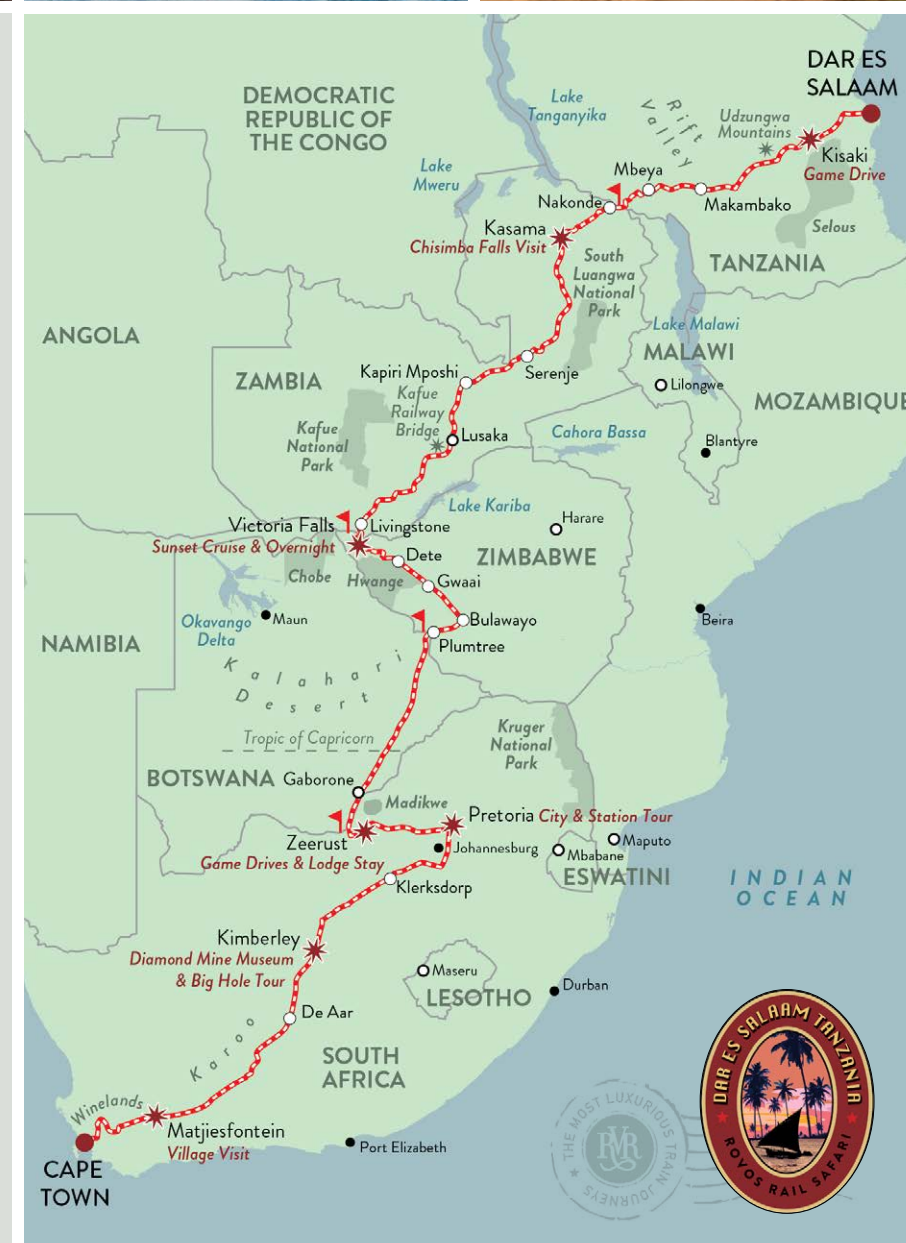 DAR ES
SALAAM
DEMOCRATIC
REPUBLIC OF
THE CONGO
Lake
Tanganyika
Rift
Valley
Udzungwa
Mountains
Kisaki
Game Drive
Lake
Mweru
Mbeya
Nakonde
Makambako
Selous
Kasama
Chisimba Falls Visit
South
Luangwa
National
Park
TANZANIA
ANGOLA
Lake Malawi
MALAWI
Lilongwe
Serenje
Kapiri Mposhi
ZAMBIA
Kafue
Railway
Bridge
Kafue
National
Park
Lusaka
MOZAMBIQUE
Cahora Bassa
Blantyre
Lake Kariba
Victoria Falls
Sunset Cruise & Overnight
Livingstone
Harare
ZIMBABWE
Dete
Chobe
Hwange
Gwaai
Okavango
Delta
Maun
Bulawayo
Beira
NAMIBIA
Plumtree
Kalahari
Desert
Tropic of Capricorn
Kruger
National
Park
BOTSWANA
Gaborone
Madikwe
Pretoria City & Station Tour
Zeerust
Game Drives & Lodge Stay
Johannesburg
Mbabane
Maputo
ESWATINI
Klerksdorp
INDIAN
OCEAN
Kimberley
Diamond Mine Museum
& Big Hole Tour
Maseru
LESOTHO
Durban
De Aar
Karoo
SOUTH
AFRICA
Winelands
Matjiesfontein
Village Visit
Port Elizabeth
CAPE
TOWN
THE MOST LUXURIOUS
TRAIN JOURNEYS
RVR
DAR ES SALAAM TANZANIA
ROVOS RAIL SAFARI